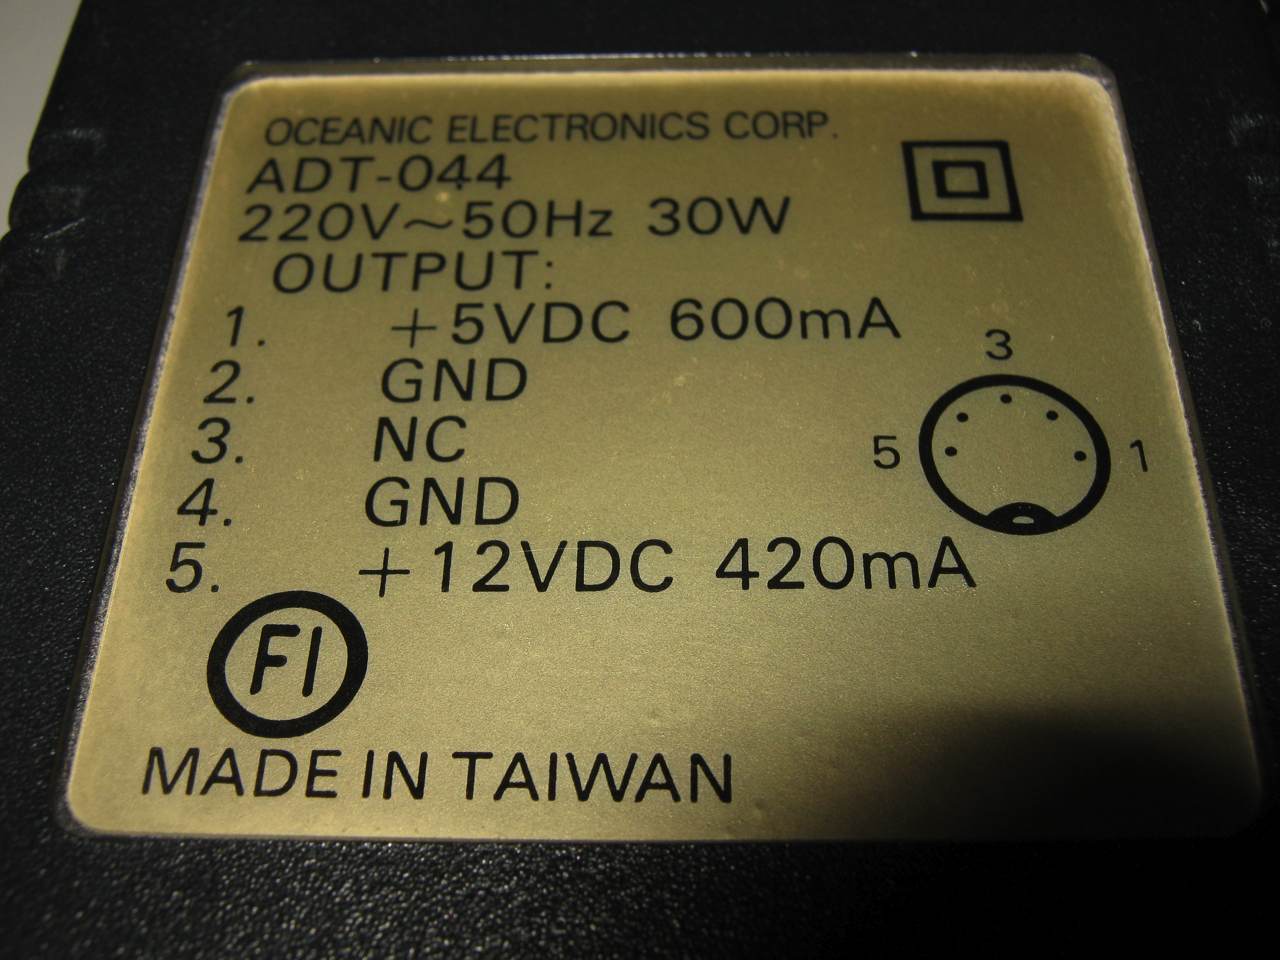 OCEANIC ELECTRONICS CORP.
ADT-044
220V~50Hz 30W
OUTPUT:
1. +5VDC 600mA
2. GND
3. NC
4. GND
5. +12VDC 420mA
3
5
1
FI
MADE IN TAIWAN